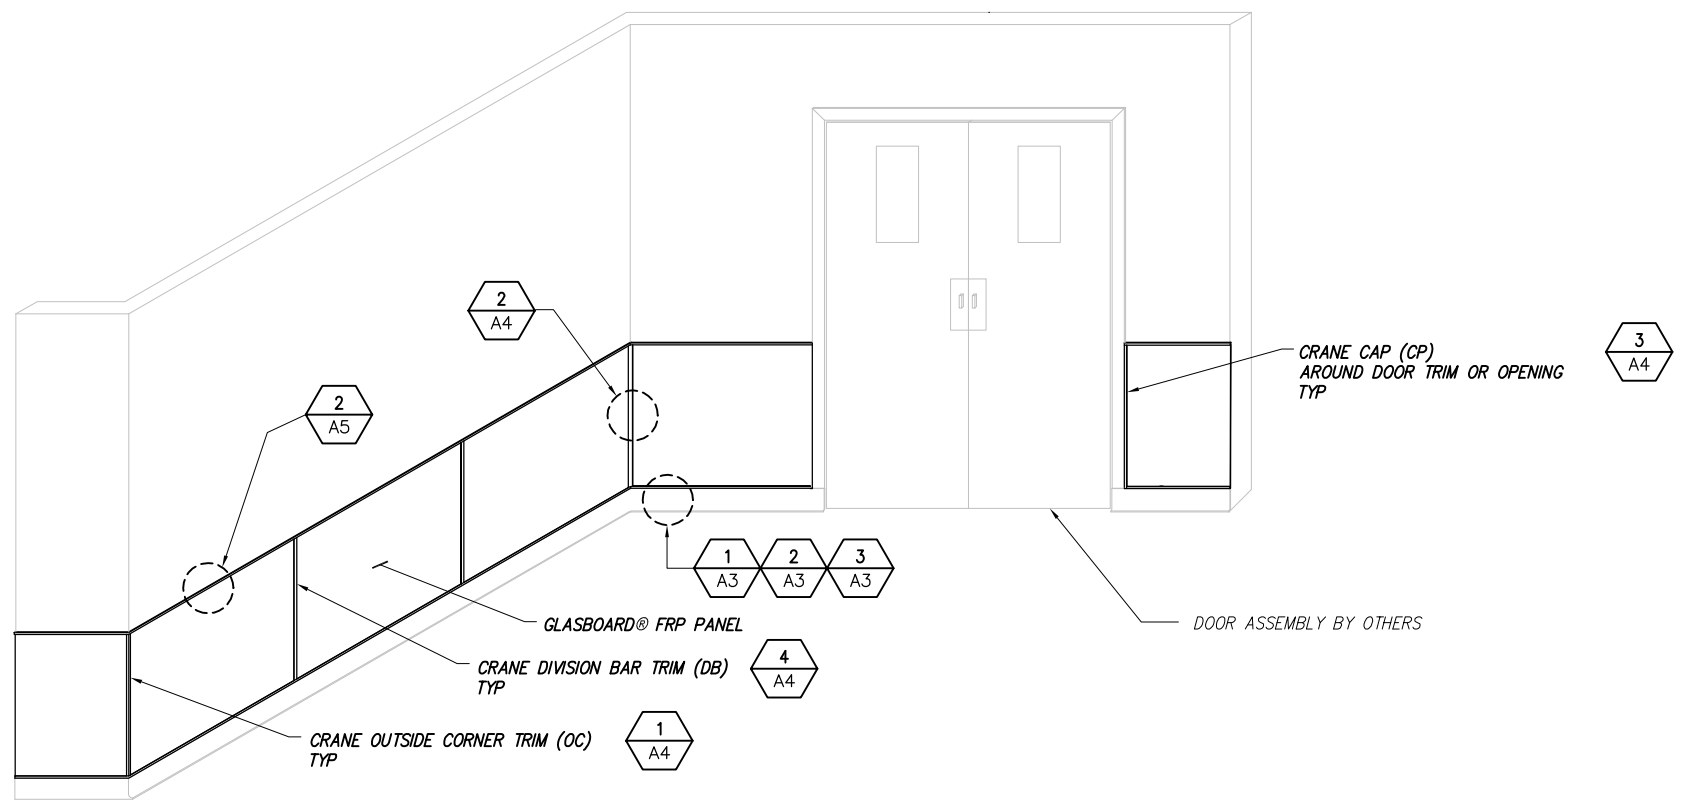 2
A4
CRANE CAP (CP)
AROUND DOOR TRIM OR OPENING
TYP
3
A4
2
A5
1
A3
2
A3
3
A3
GLASBOARD® FRP PANEL
DOOR ASSEMBLY BY OTHERS
CRANE DIVISION BAR TRIM (DB)
TYP
4
A4
CRANE OUTSIDE CORNER TRIM (OC)
TYP
1
A4